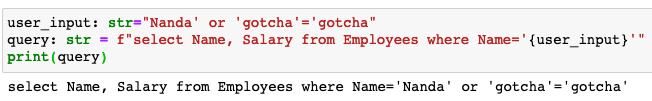 user_input: str="Nanda' or 'gotcha'='gotcha"
query: str = f"select Name, Salary from Employees where Name='{user_input}'"
print(query)
select Name, Salary from Employees where Name='Nanda' or 'gotcha'='gotcha'